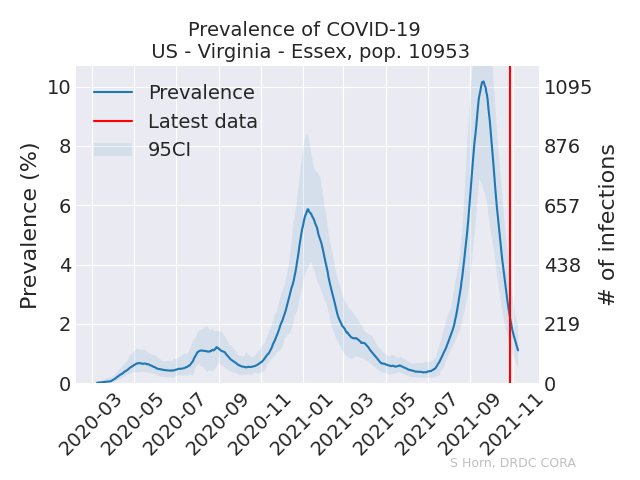 Prevalence of COVID-19
US - Virginia - Essex, pop. 10953
Prevalence
Latest data
95CI
Prevalence (%)
10
8
6
4
2
0
1095
876
657
438
219
0
# of infections
2020-03
2020-05
2020-07
2020-09
2020-11
2021-01
2021-03
2021-05
2021-07
2021-09
2021-11
S Horn, DRDC CORA